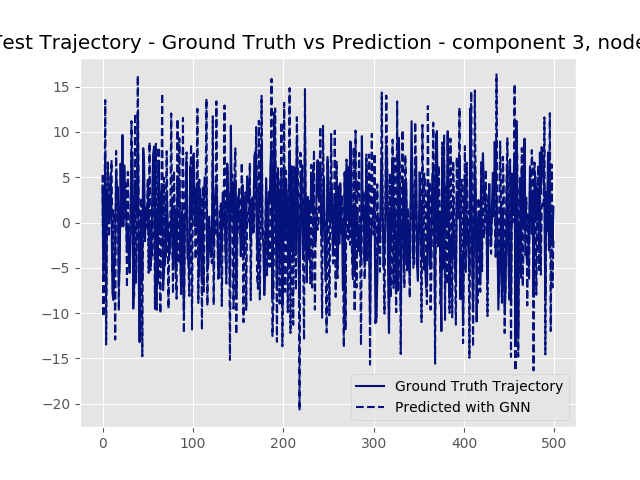 Test Trajectory - Ground Truth vs Prediction - component 3, node
15
10
5
0
−5
−10
−15
−20
0 100 200 300 400 500
Ground Truth Trajectory
Predicted with GNN